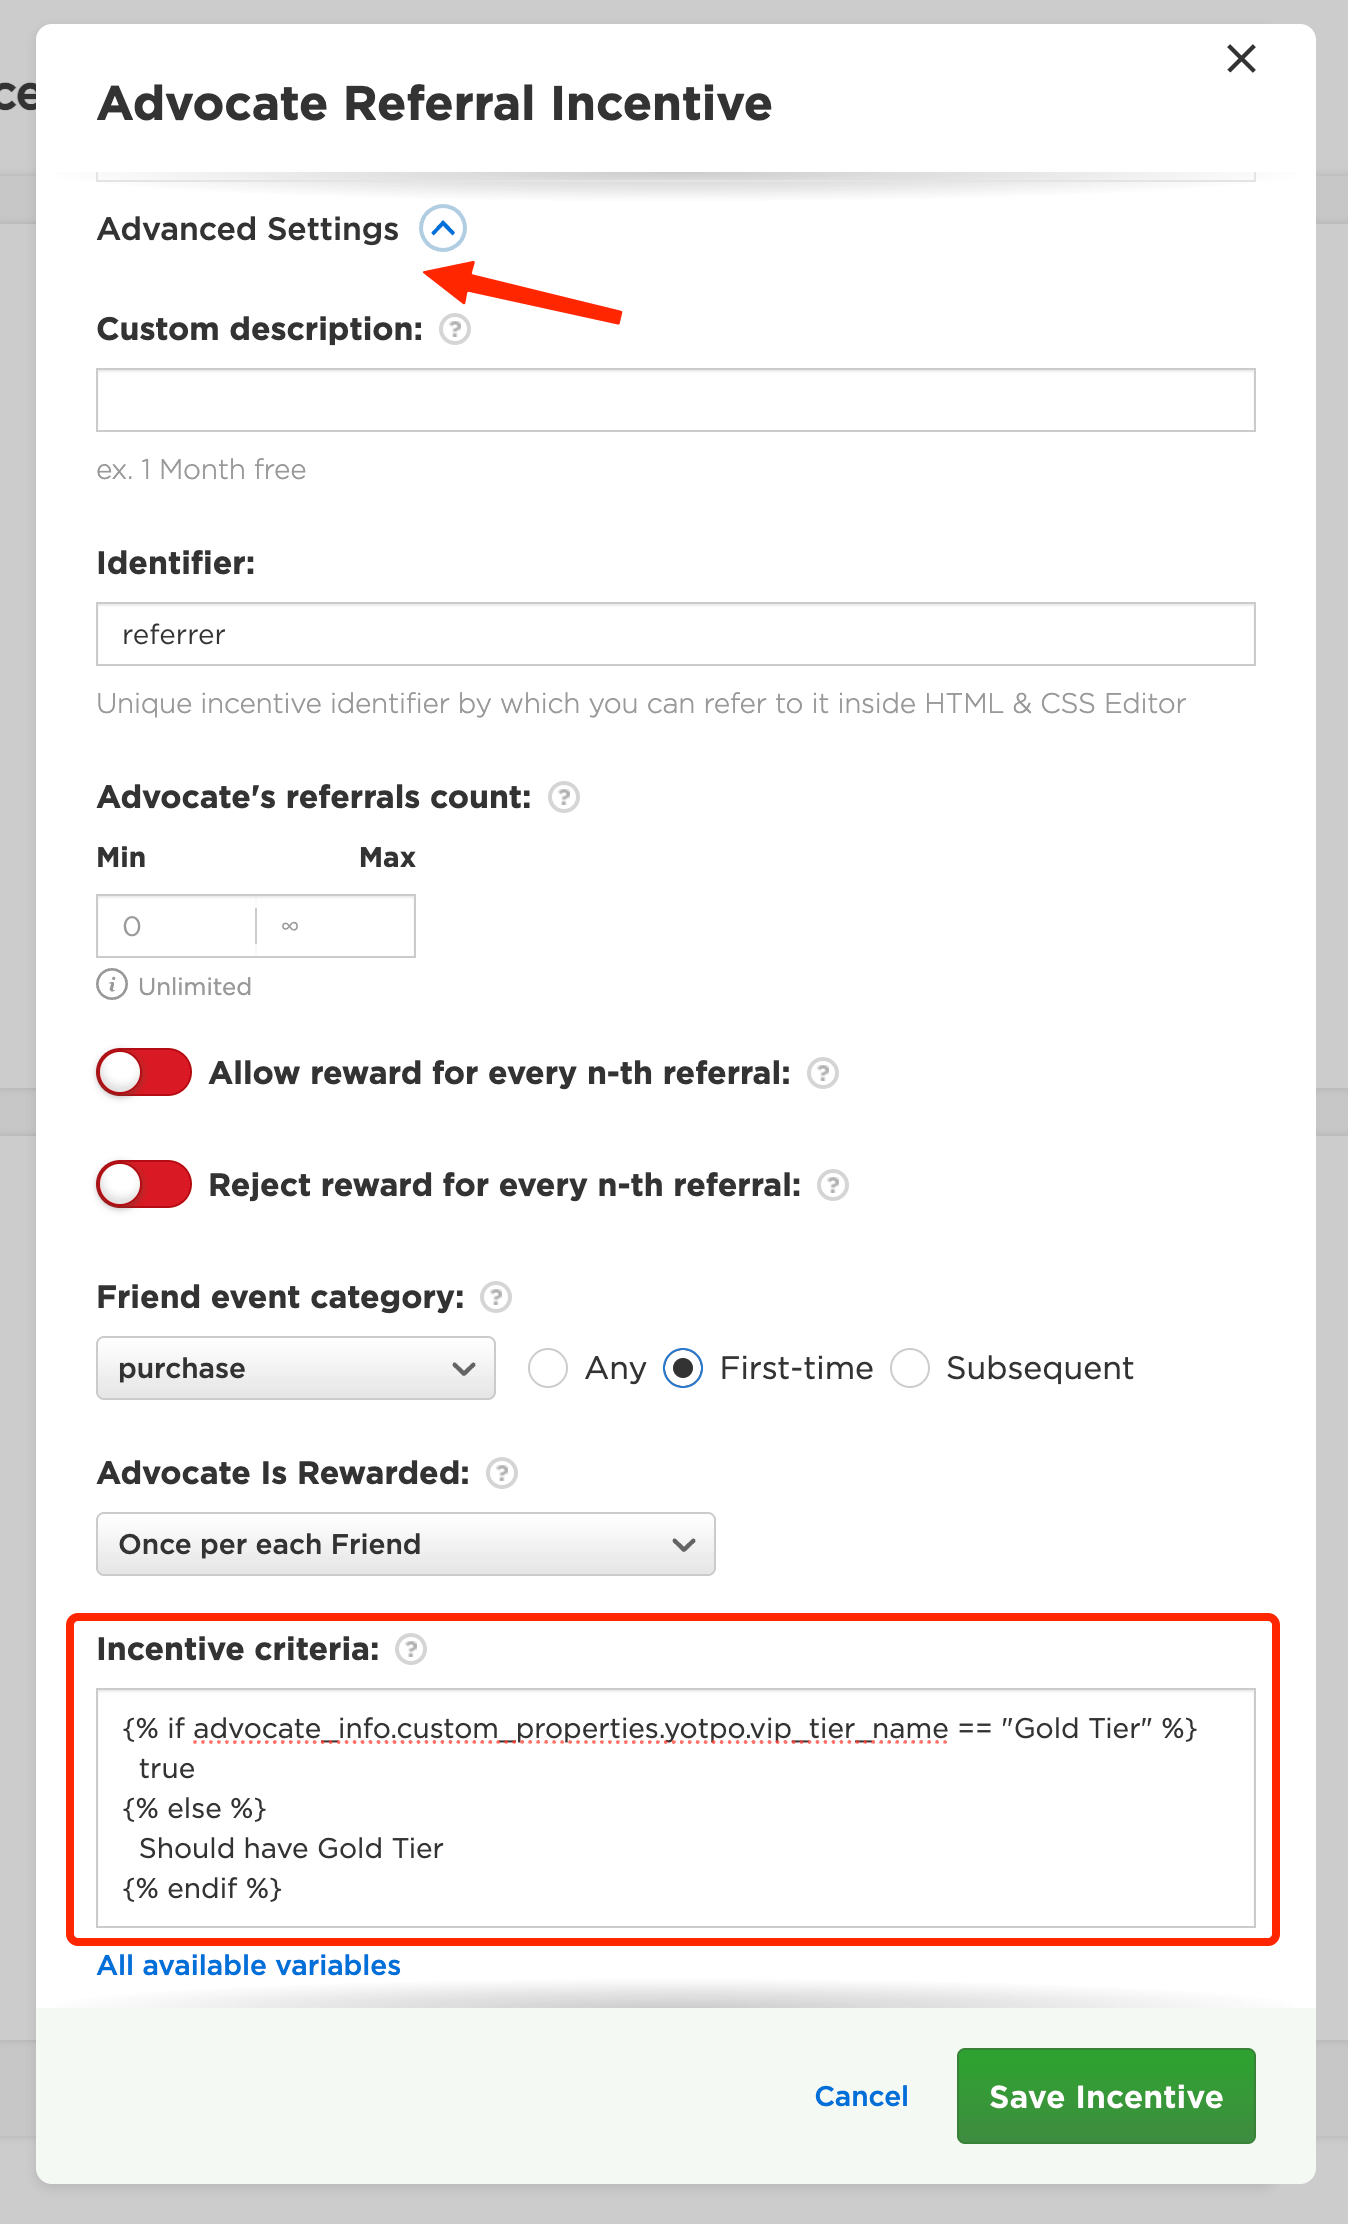 ce
Advocate Referral Incentive
Advanced Settings
Custom description: ?
ex. 1 Month free
Identifier:
referrer
Unique incentive identifier by which you can refer to it inside HTML & CSS Editor
Advocate's referrals count: ?
Min Max
0 ∞
i Unlimited
Allow reward for every n-th referral: ?
Reject reward for every n-th referral: ?
Friend event category: ?
purchase Any First-time Subsequent
Advocate Is Rewarded: ?
Once per each Friend
Incentive criteria: ?
{% if advocate_info.custom_properties.yotpo.vip_tier_name == "Gold Tier" %}
true
{% else %}
Should have Gold Tier
{% endif %}
All available variables
Cancel Save Incentive